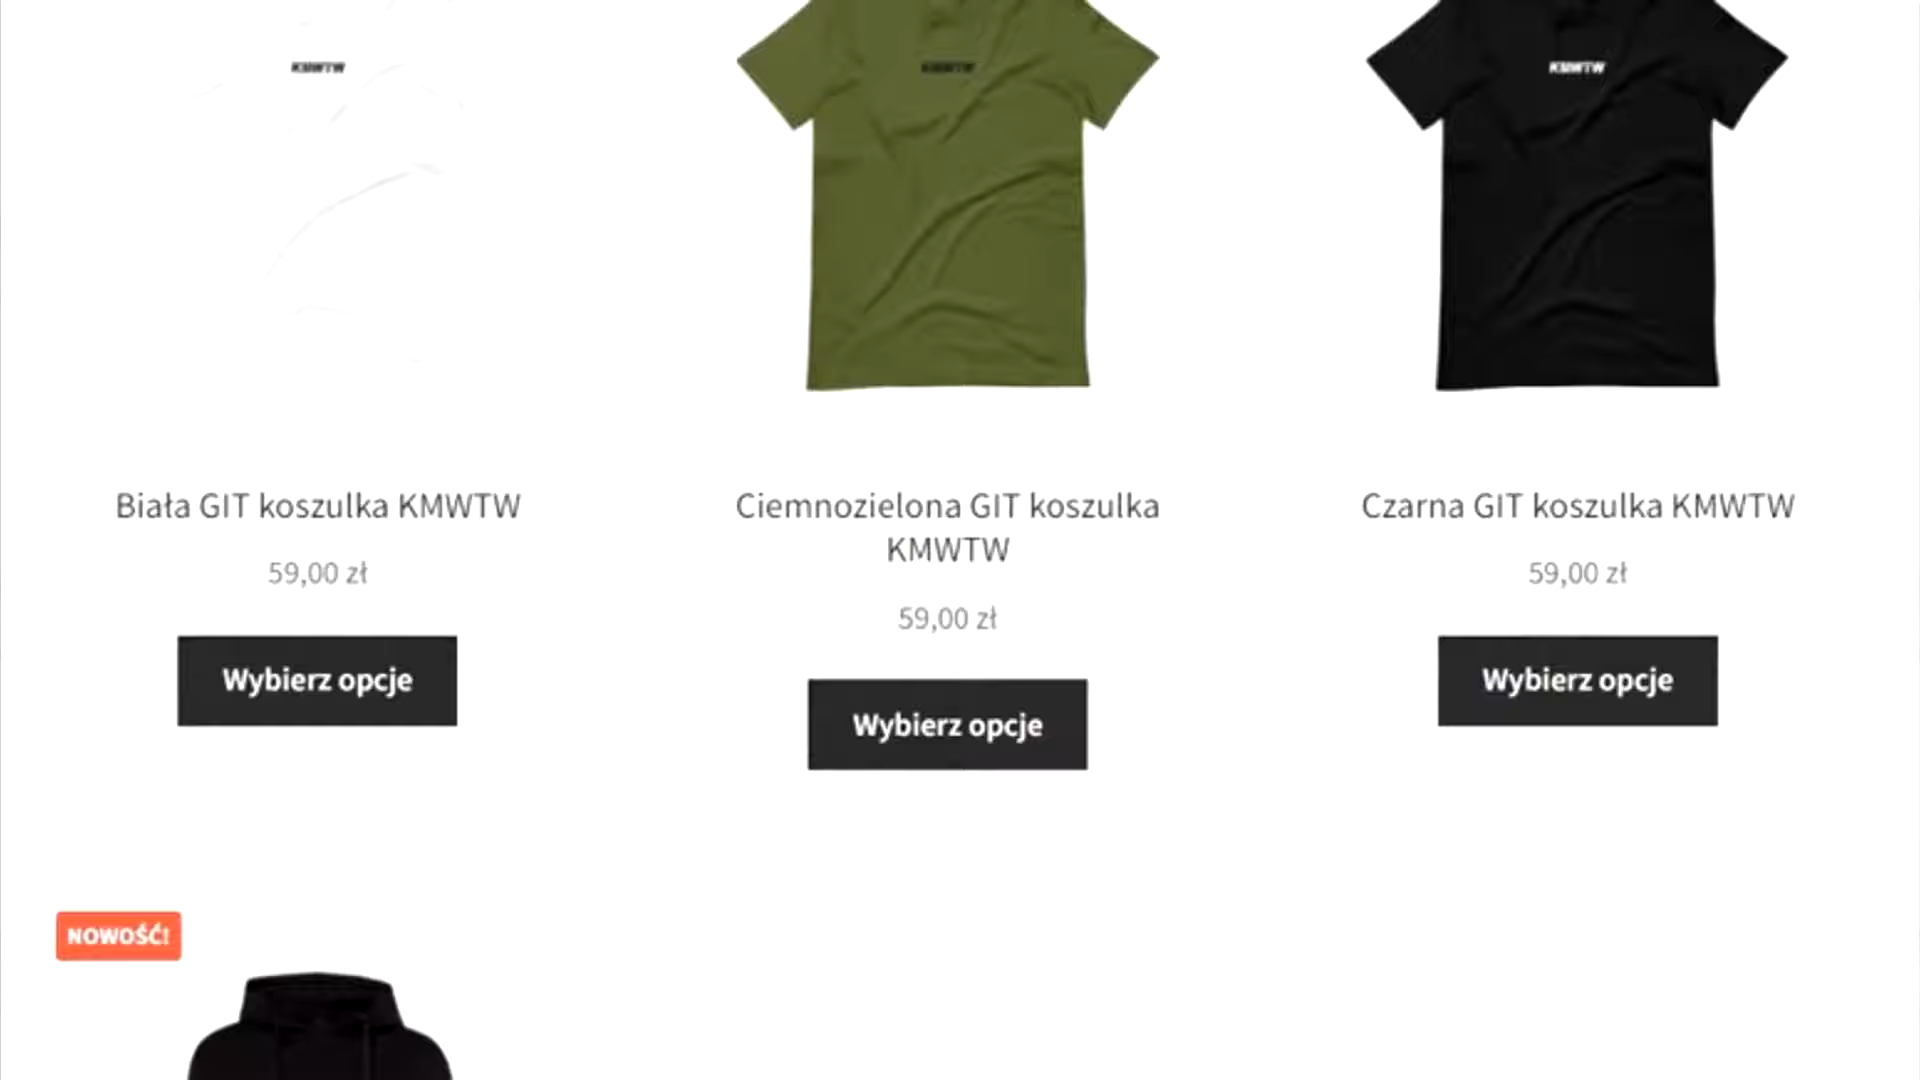 KMWTW
KMWTW
KMWTW
Biała GIT koszulka KMWTW
59,00 zł
Wybierz opcje
Ciemnozielona GIT koszulka
KMWTW
59,00 zł
Wybierz opcje
Czarna GIT koszulka KMWTW
59,00 zł
Wybierz opcje
NOWOŚĆ!